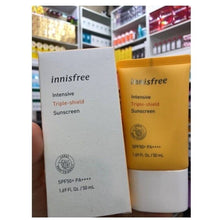 innisfree
Intensive
Triple-shield
Sunscreen
SPF50+ PA++++
1.69 FL.OZ. / 50 mL
innisfree
Intensive
Triple-shield
Sunscreen
SPF50+ PA++++
1.69 FL.OZ. / 50 mL